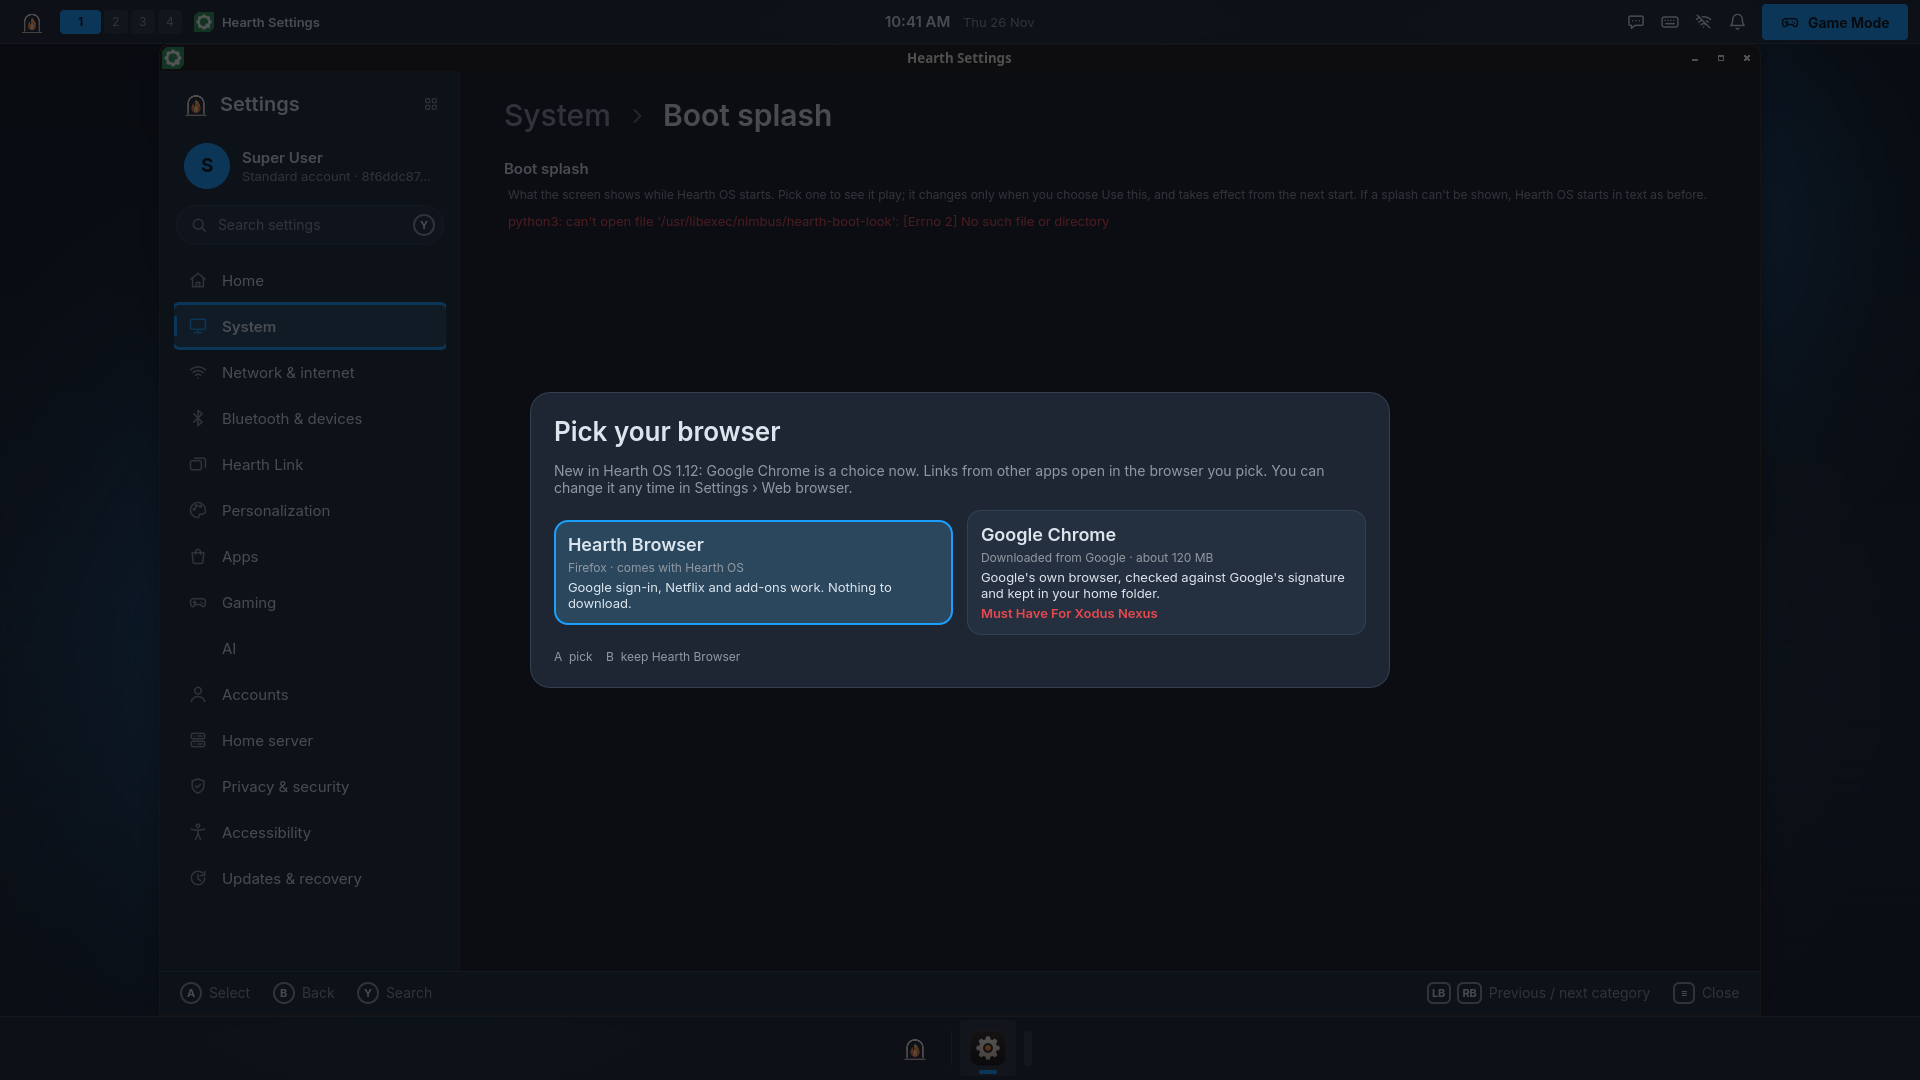 1 2 3 4 Hearth Settings
10:41 AM Thu 26 Nov
Game Mode
Hearth Settings
Settings
S
Super User
Standard account · 8f6ddc87...
Search settings
Y
Home
System
Network & internet
Bluetooth & devices
Hearth Link
Personalization
Apps
Gaming
AI
Accounts
Home server
Privacy & security
Accessibility
Updates & recovery
System › Boot splash
Boot splash
What the screen shows while Hearth OS starts. Pick one to see it play; it changes only when you choose Use this, and takes effect from the next start. If a splash can't be shown, Hearth OS starts in text as before.
python3: can't open file '/usr/libexec/nimbus/hearth-boot-look': [Errno 2] No such file or directory
Pick your browser
New in Hearth OS 1.12: Google Chrome is a choice now. Links from other apps open in the browser you pick. You can
change it any time in Settings › Web browser.
Hearth Browser
Firefox · comes with Hearth OS
Google sign-in, Netflix and add-ons work. Nothing to
download.
Google Chrome
Downloaded from Google · about 120 MB
Google's own browser, checked against Google's signature
and kept in your home folder.
Must Have For Xodus Nexus
A pick B keep Hearth Browser
A Select B Back Y Search
LB RB Previous / next category ≡ Close